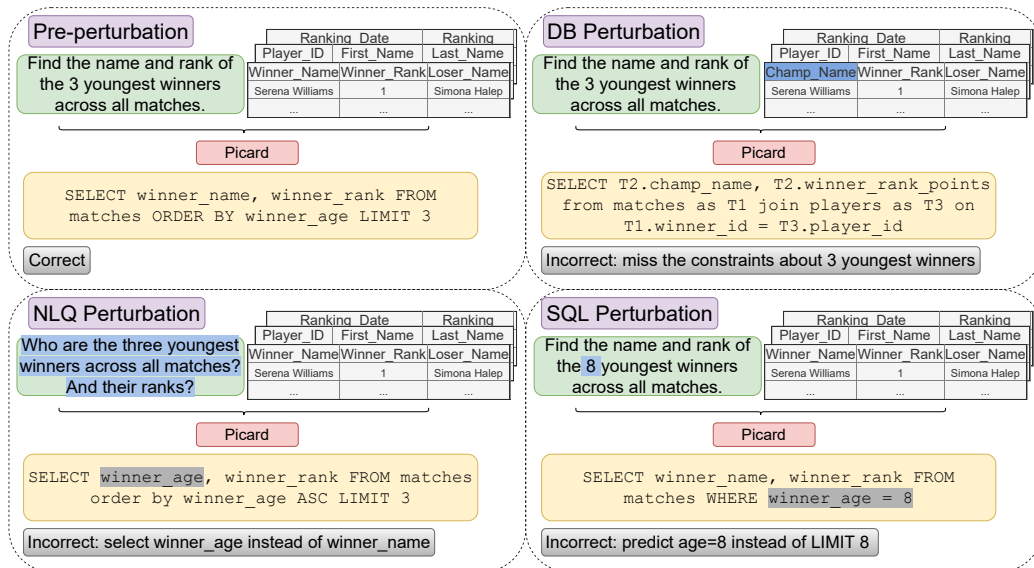 Pre-perturbation
Find the name and rank of
the 3 youngest winners
across all matches.
Ranking_Date Ranking
Player_ID First_Name Last_Name
Winner_Name Winner_Rank Loser_Name
Serena Williams 1 Simona Halep
... ... ...
Picard
SELECT winner_name, winner_rank FROM
matches ORDER BY winner_age LIMIT 3
Correct
DB Perturbation
Find the name and rank of
the 3 youngest winners
across all matches.
Ranking_Date Ranking
Player_ID First_Name Last_Name
Champ_Name Winner_Rank Loser_Name
Serena Williams 1 Simona Halep
... ... ...
Picard
SELECT T2.champ_name, T2.winner_rank_points
from matches as T1 join players as T3 on
T1.winner_id = T3.player_id
Incorrect: miss the constraints about 3 youngest winners
NLQ Perturbation
Who are the three youngest
winners across all matches?
And their ranks?
Ranking_Date Ranking
Player_ID First_Name Last_Name
Winner_Name Winner_Rank Loser_Name
Serena Williams 1 Simona Halep
... ... ...
Picard
SELECT winner_age, winner_rank FROM matches
order by winner_age ASC LIMIT 3
Incorrect: select winner_age instead of winner_name
SQL Perturbation
Find the name and rank of
the 8 youngest winners
across all matches.
Ranking_Date Ranking
Player_ID First_Name Last_Name
Winner_Name Winner_Rank Loser_Name
Serena Williams 1 Simona Halep
... ... ...
Picard
SELECT winner_name, winner_rank FROM
matches WHERE winner_age = 8
Incorrect: predict age=8 instead of LIMIT 8